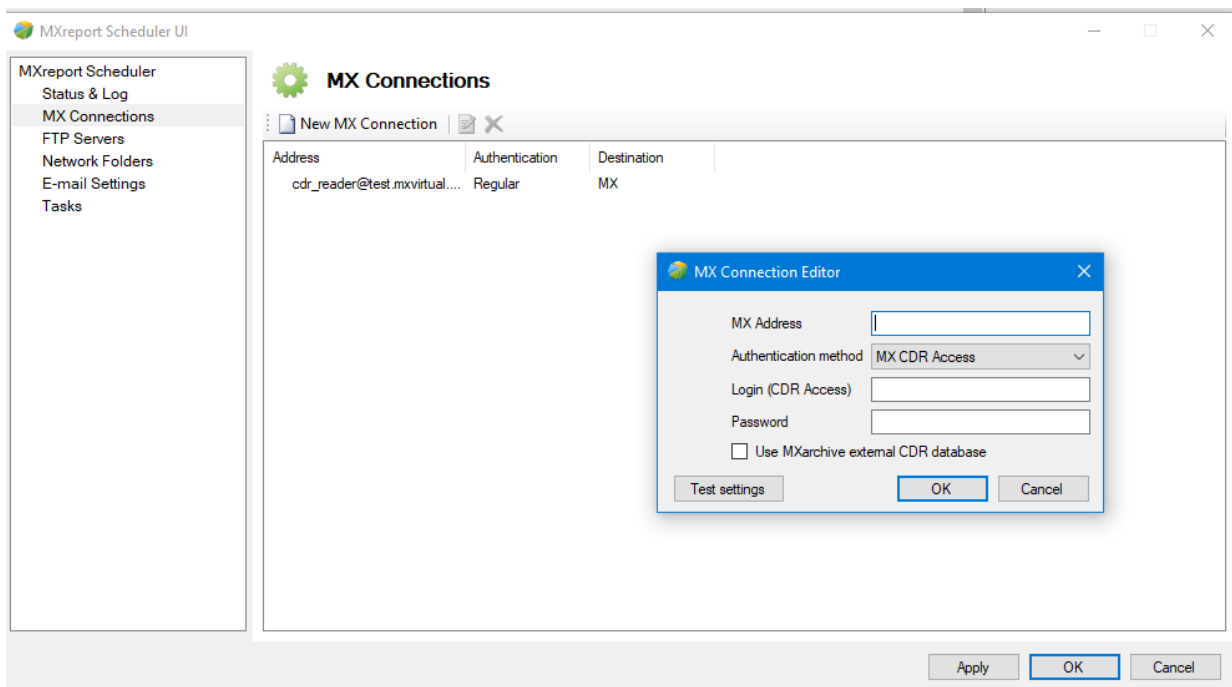 MXreport Scheduler UI
MXreport Scheduler
Status & Log
MX Connections
FTP Servers
Network Folders
E-mail Settings
Tasks
MX Connections
New MX Connection
Address Authentication Destination
cdr_reader@test.mxvirtual.... Regular MX
MX Connection Editor
MX Address
Authentication method MX CDR Access
Login (CDR Access)
Password
Use MXarchive external CDR database
Test settings OK Cancel
Apply OK Cancel